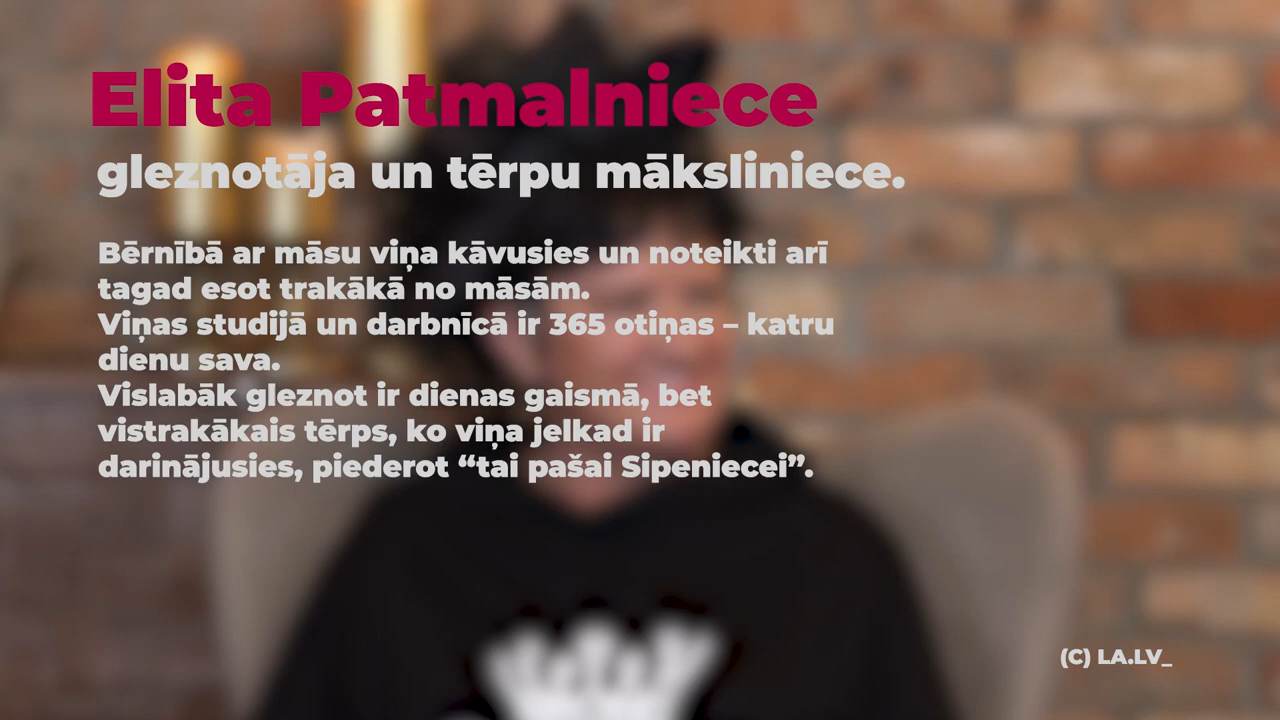 Elita Patmalniece
gleznotāja un tērpu māksliniece.
Bērnībā ar māsu viņa kāvusies un noteikti arī
tagad esot trakākā no māsām.
Viņas studijā un darbnīcā ir 365 otiņas – katru
dienu sava.
Vislabāk gleznot ir dienas gaismā, bet
vistrakākais tērps, ko viņa jelkad ir
darinājusies, piederot “tai pašai Sipeniecei”.
(C) LA.LV_